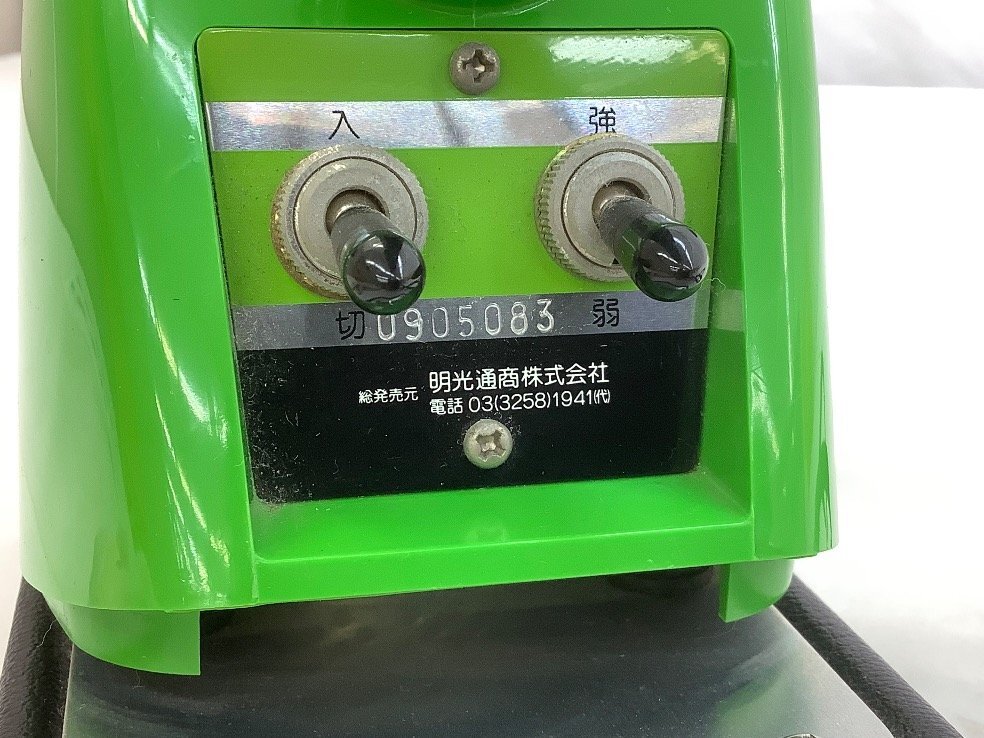 入 強
切 0905083 弱
総発売元 明光通商株式会社
電話 03(3258)1941(代)